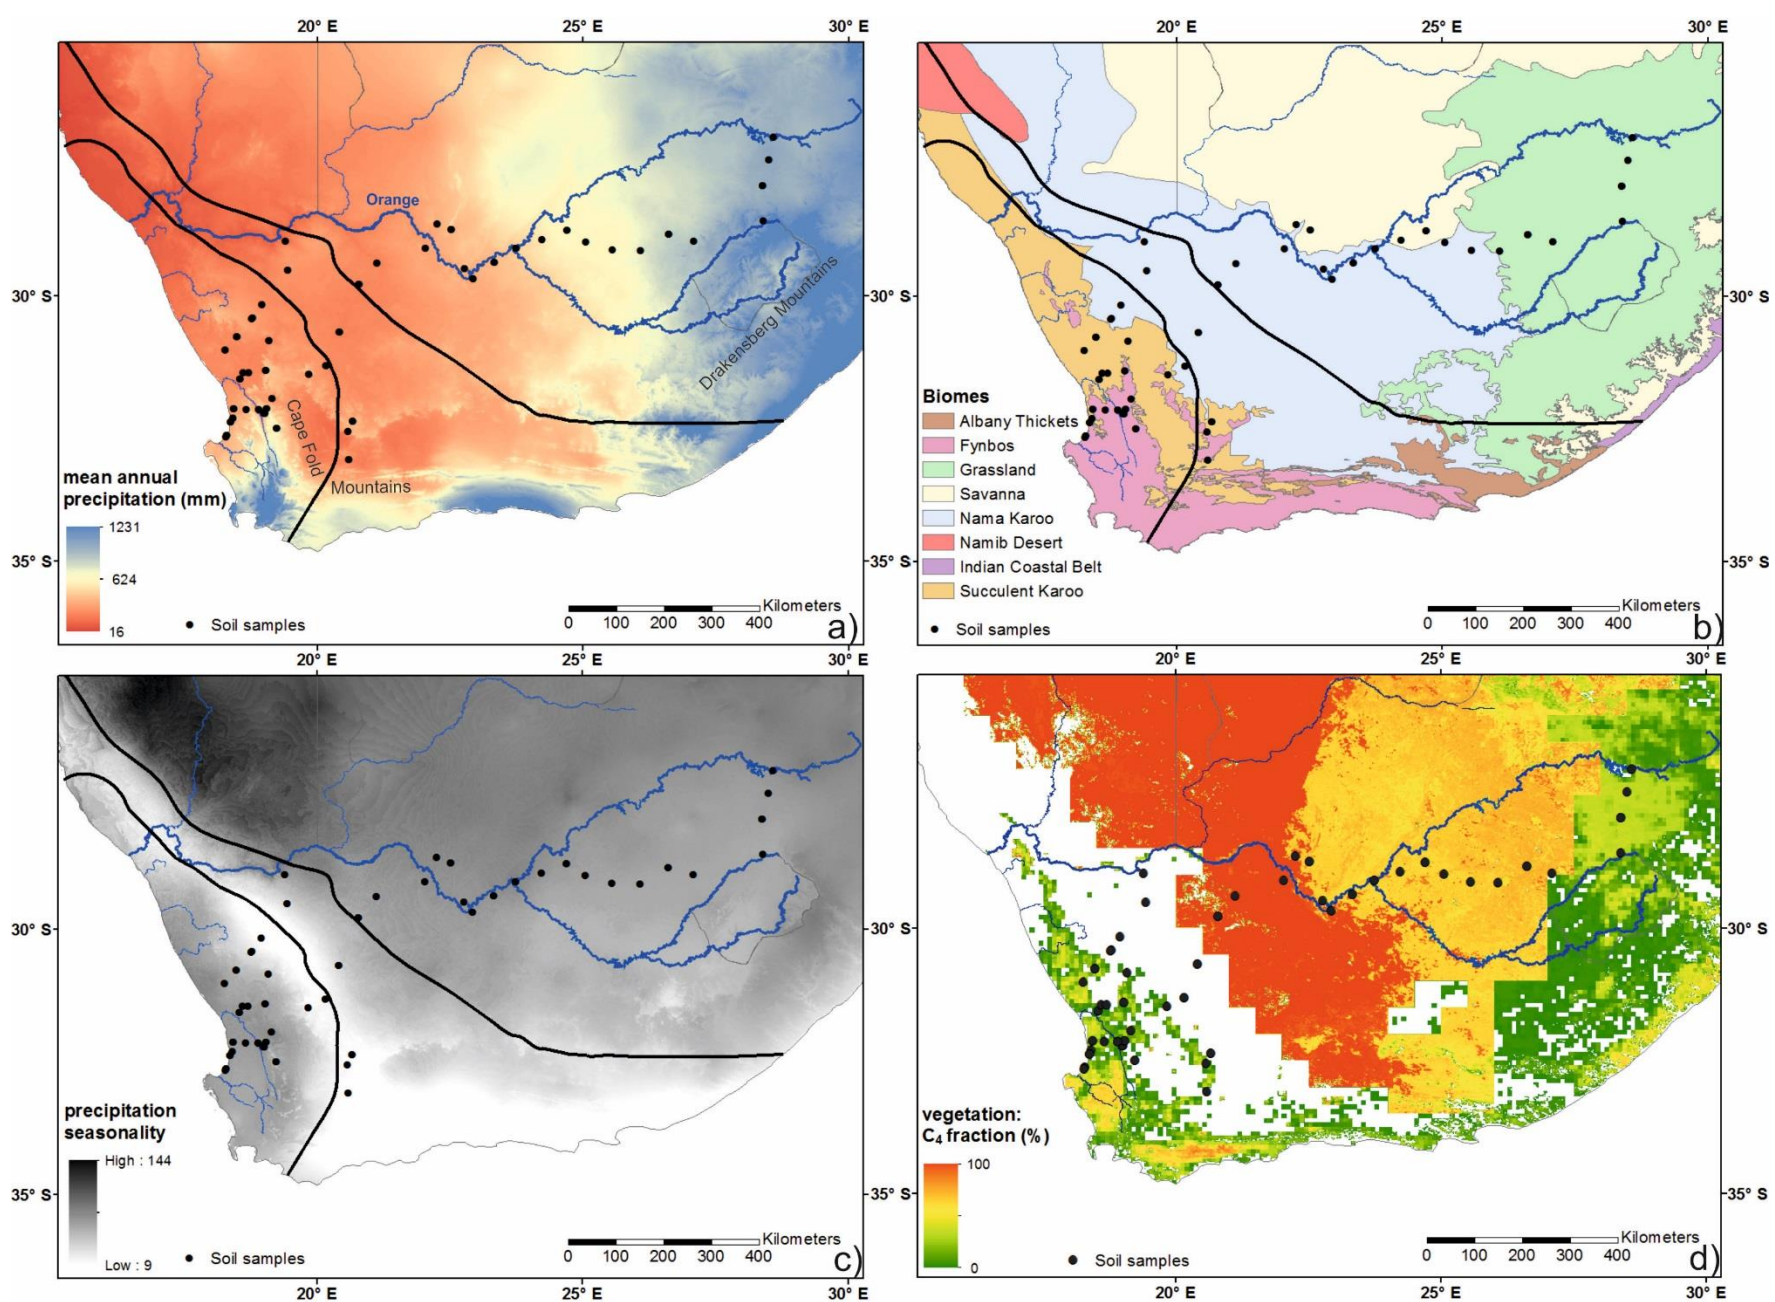 20° E 25° E 30° E
20° E 25° E 30° E
Orange
30° S
Drakensberg Mountains
Cape Fold
Mountains
mean annual
precipitation (mm)
1231
624
16
35° S
Soil samples
Kilometers
0 100 200 300 400
a)
30° S
Biomes
Albany Thickets
Fynbos
Grassland
Savanna
Nama Karoo
Namib Desert
Indian Coastal Belt
Succulent Karoo
35° S
Soil samples
Kilometers
0 100 200 300 400
b)
20° E 25° E 30° E
20° E 25° E 30° E
30° S
precipitation
seasonality
High : 144
Low : 9
35° S
Soil samples
Kilometers
0 100 200 300 400
c)
30° S
vegetation:
C₄ fraction (%)
100
0
35° S
Soil samples
Kilometers
0 100 200 300 400
d)
20° E 25° E 30° E
20° E 25° E 30° E